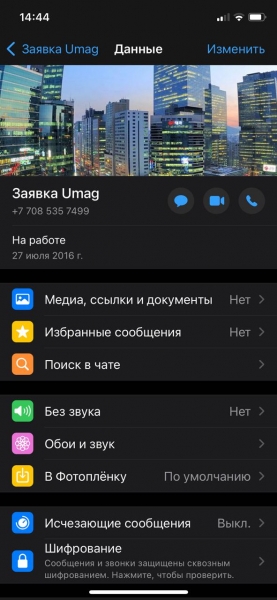 14:44
Заявка Umag
Данные
Изменить
Заявка Umag
+7 708 535 7499
На работе
27 июля 2016 г.
Медиа, ссылки и документы Нет
Избранные сообщения Нет
Поиск в чате
Без звука Нет
Обои и звук
В Фотоплёнку По умолчанию
Исчезающие сообщения Выкл.
Шифрование
Сообщения и звонки защищены сквозным
шифрованием. Нажмите, чтобы проверить.